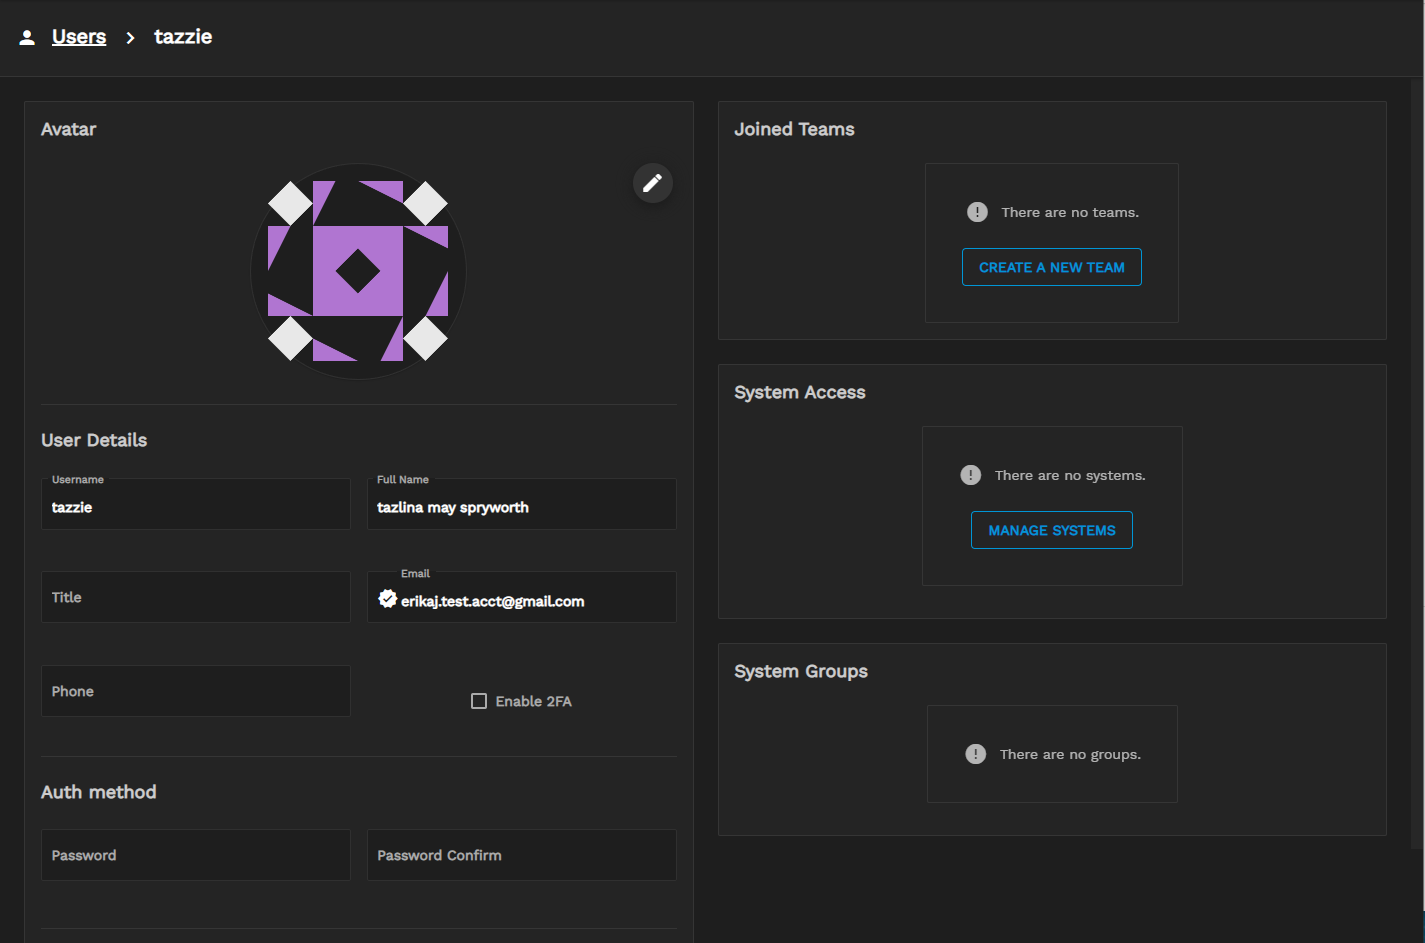 Users > tazzie
Avatar
User Details
Username
tazzie
Full Name
tazlina may spryworth
Title
Email
erikaj.test.acct@gmail.com
Phone
Enable 2FA
Auth method
Password
Password Confirm
Joined Teams
There are no teams.
CREATE A NEW TEAM
System Access
There are no systems.
MANAGE SYSTEMS
System Groups
There are no groups.